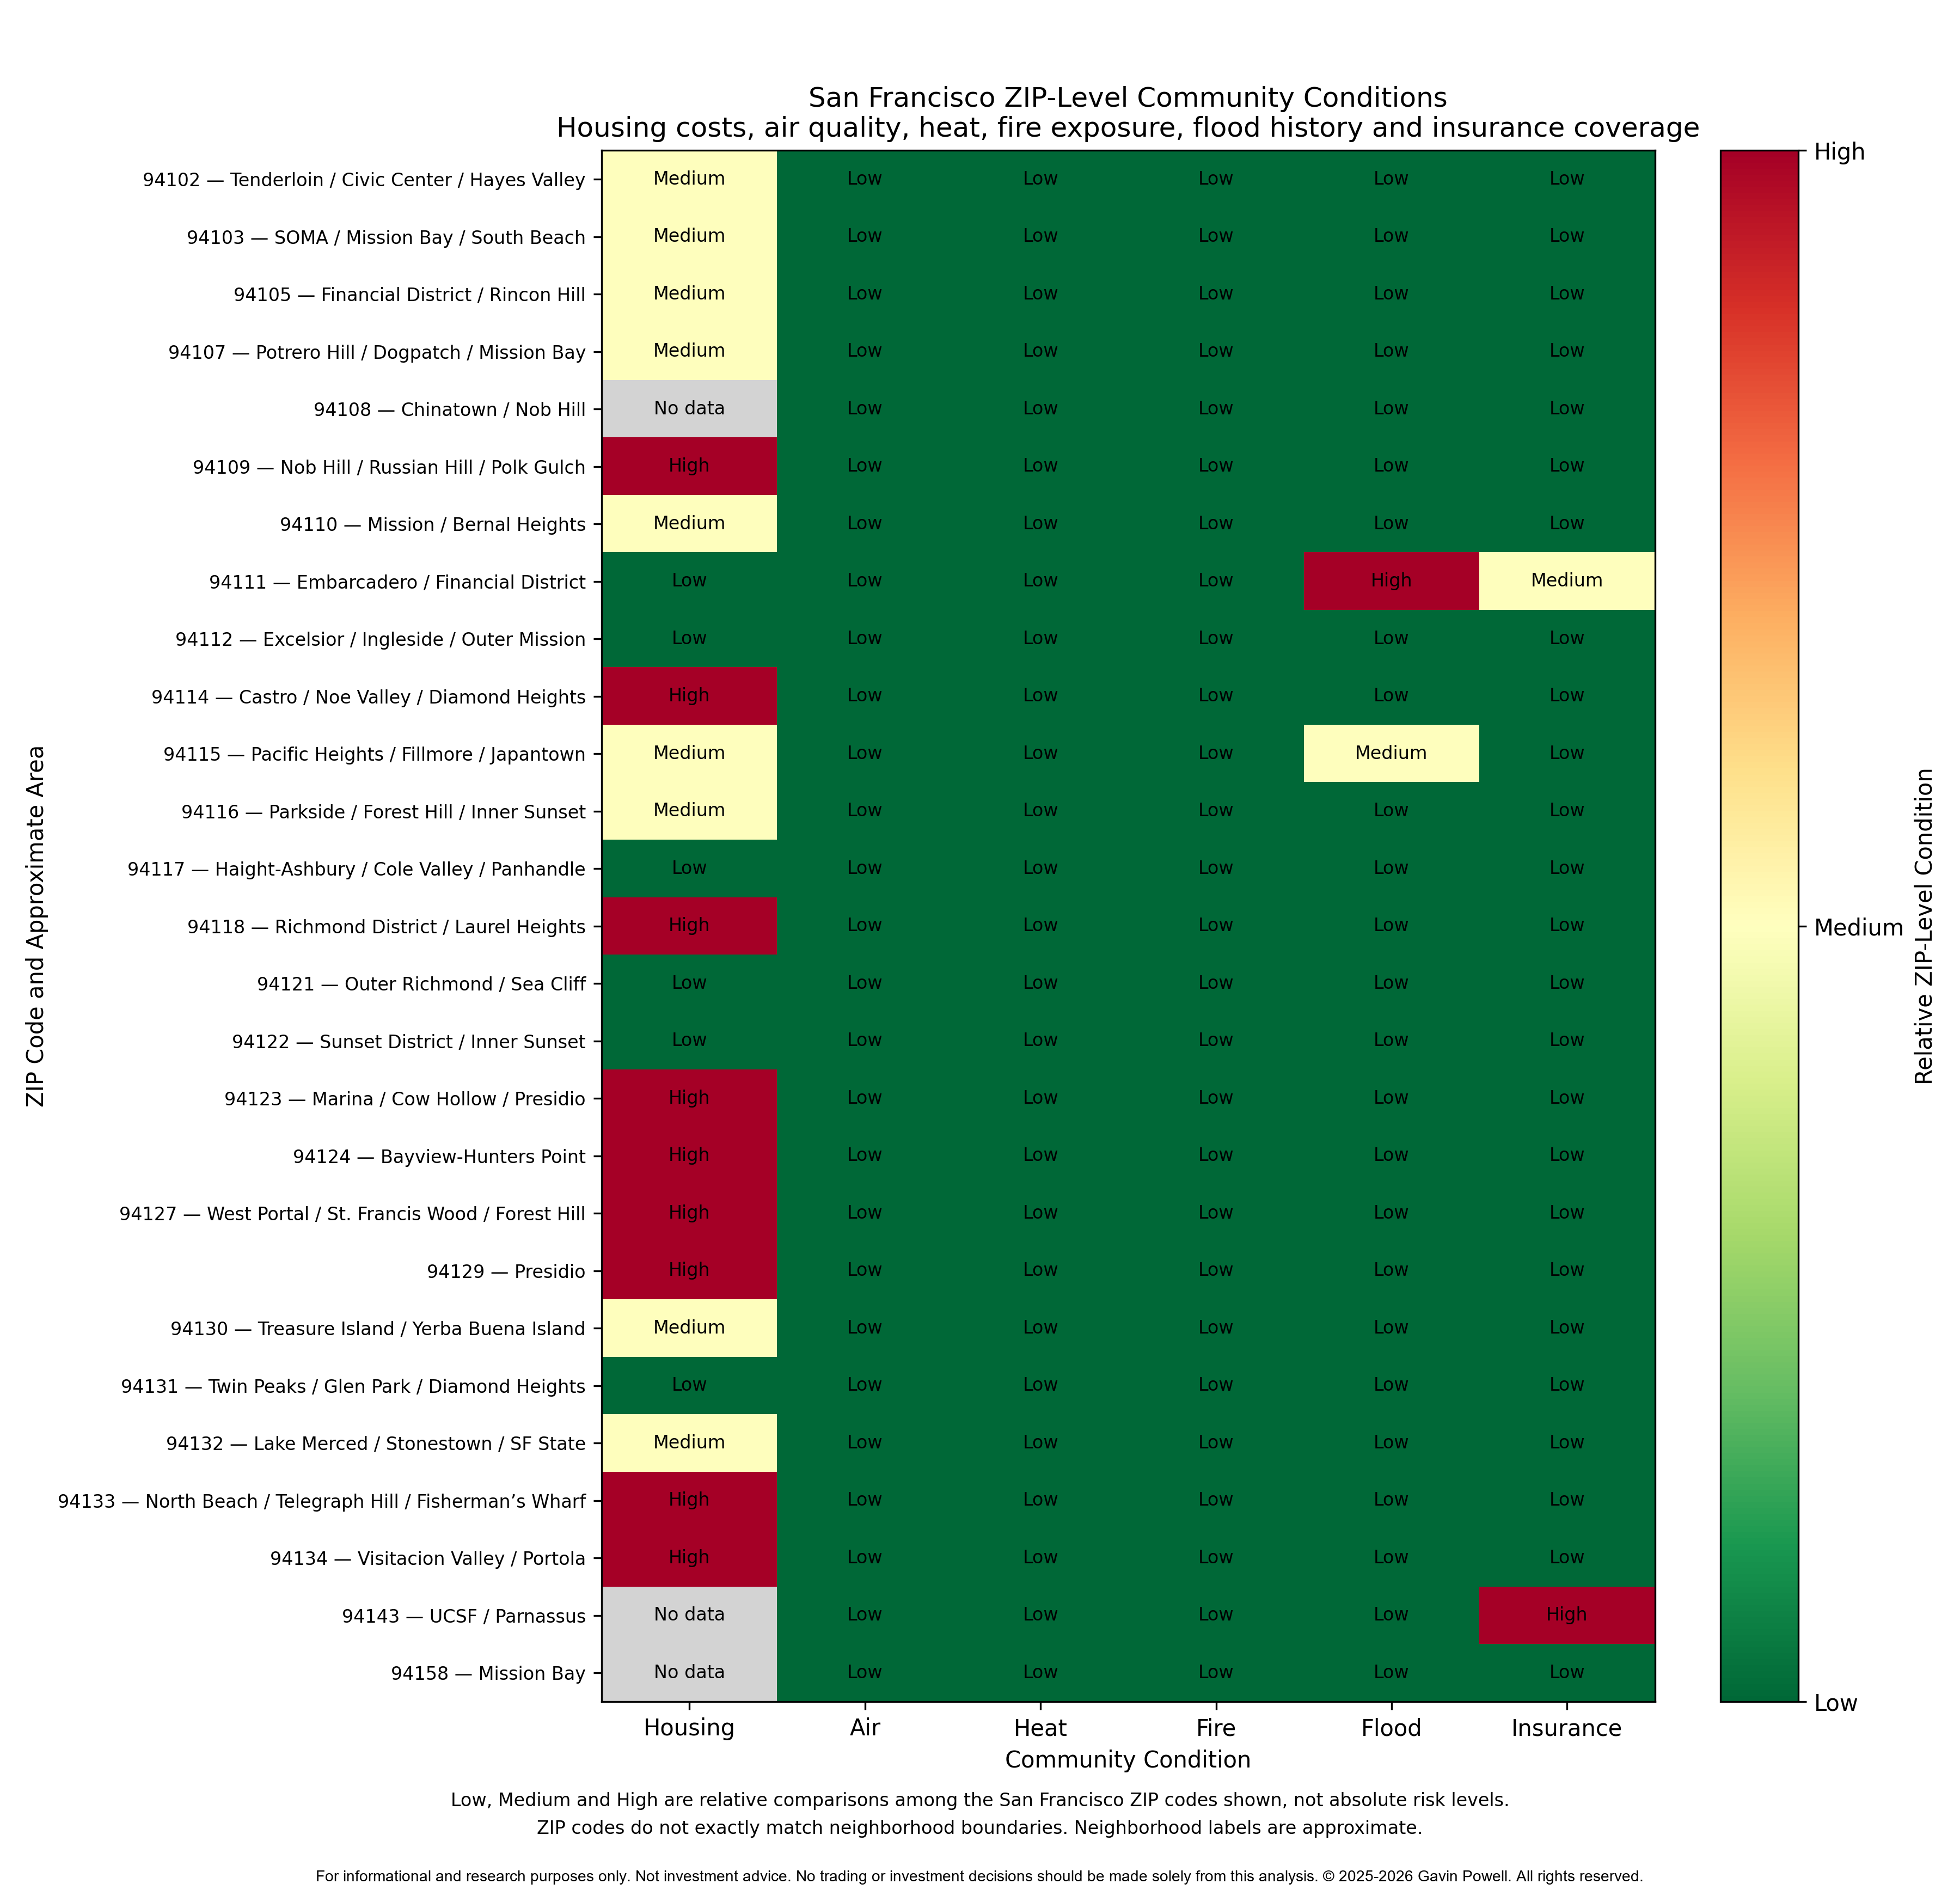 San Francisco ZIP-Level Community Conditions
Housing costs, air quality, heat, fire exposure, flood history and insurance coverage
ZIP Code and Approximate Area
94102 — Tenderloin / Civic Center / Hayes Valley Medium Low Low Low Low Low
94103 — SOMA / Mission Bay / South Beach Medium Low Low Low Low Low
94105 — Financial District / Rincon Hill Medium Low Low Low Low Low
94107 — Potrero Hill / Dogpatch / Mission Bay Medium Low Low Low Low Low
94108 — Chinatown / Nob Hill No data Low Low Low Low Low
94109 — Nob Hill / Russian Hill / Polk Gulch High Low Low Low Low Low
94110 — Mission / Bernal Heights Medium Low Low Low Low Low
94111 — Embarcadero / Financial District Low Low Low Low High Medium
94112 — Excelsior / Ingleside / Outer Mission Low Low Low Low Low Low
94114 — Castro / Noe Valley / Diamond Heights High Low Low Low Low Low
94115 — Pacific Heights / Fillmore / Japantown Medium Low Low Low Medium Low
94116 — Parkside / Forest Hill / Inner Sunset Medium Low Low Low Low Low
94117 — Haight-Ashbury / Cole Valley / Panhandle Low Low Low Low Low Low
94118 — Richmond District / Laurel Heights High Low Low Low Low Low
94121 — Outer Richmond / Sea Cliff Low Low Low Low Low Low
94122 — Sunset District / Inner Sunset Low Low Low Low Low Low
94123 — Marina / Cow Hollow / Presidio High Low Low Low Low Low
94124 — Bayview-Hunters Point High Low Low Low Low Low
94127 — West Portal / St. Francis Wood / Forest Hill High Low Low Low Low Low
94129 — Presidio High Low Low Low Low Low
94130 — Treasure Island / Yerba Buena Island Medium Low Low Low Low Low
94131 — Twin Peaks / Glen Park / Diamond Heights Low Low Low Low Low Low
94132 — Lake Merced / Stonestown / SF State Medium Low Low Low Low Low
94133 — North Beach / Telegraph Hill / Fisherman’s Wharf High Low Low Low Low Low
94134 — Visitacion Valley / Portola High Low Low Low Low Low
94143 — UCSF / Parnassus No data Low Low Low Low High
94158 — Mission Bay No data Low Low Low Low Low
Housing Air Heat Fire Flood Insurance
Community Condition
High
Medium
Low
Relative ZIP-Level Condition
Low, Medium and High are relative comparisons among the San Francisco ZIP codes shown, not absolute risk levels.
ZIP codes do not exactly match neighborhood boundaries. Neighborhood labels are approximate.
For informational and research purposes only. Not investment advice. No trading or investment decisions should be made solely from this analysis. © 2025-2026 Gavin Powell. All rights reserved.